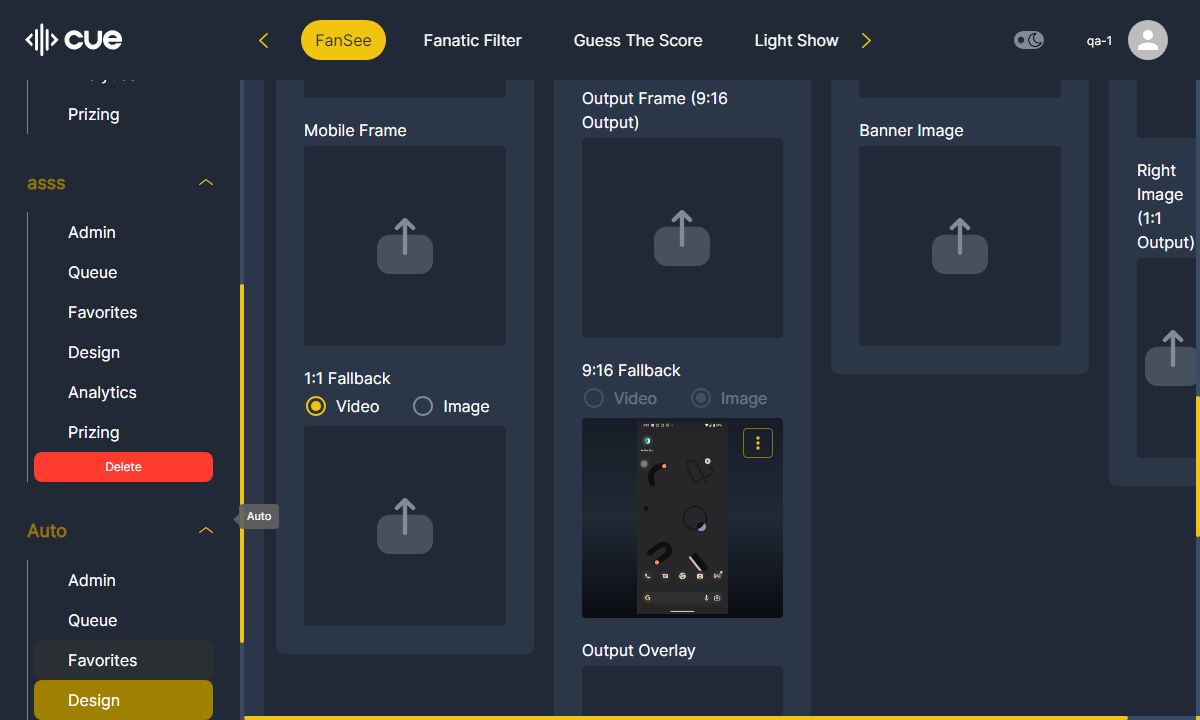 cue
FanSee
Fanatic Filter
Guess The Score
Light Show
qa-1
Prizing
asss
Admin
Queue
Favorites
Design
Analytics
Prizing
Delete
Auto
Admin
Queue
Favorites
Design
Auto
Mobile Frame
1:1 Fallback
Video
Image
Output Frame (9:16
Output)
9:16 Fallback
Video
Image
Output Overlay
Banner Image
Right
Image
(1:1
Output)